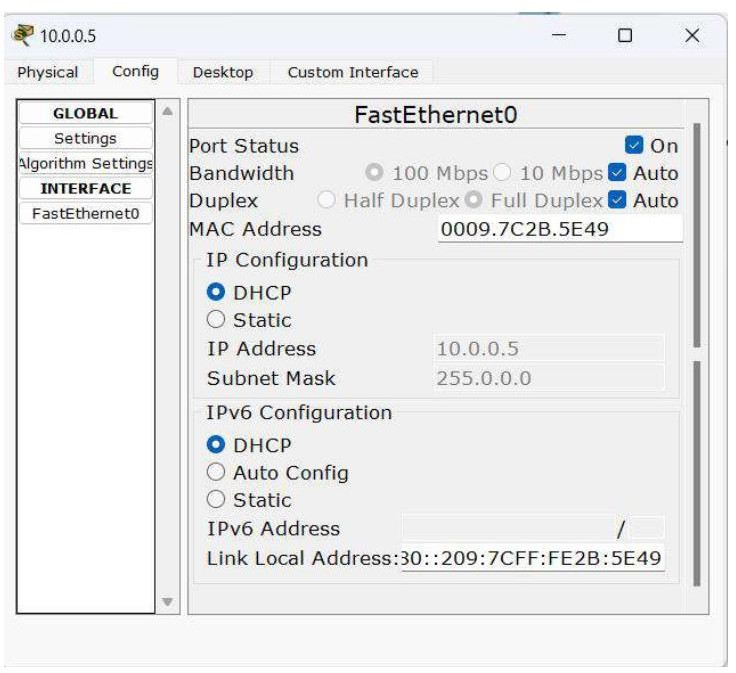 10.0.0.5
Physical Config Desktop Custom Interface
GLOBAL
Settings
Algorithm Settings
INTERFACE
FastEthernet0
FastEthernet0
Port Status On
Bandwidth 100 Mbps 10 Mbps Auto
Duplex Half Duplex Full Duplex Auto
MAC Address 0009.7C2B.5E49
IP Configuration
DHCP
Static
IP Address 10.0.0.5
Subnet Mask 255.0.0.0
IPv6 Configuration
DHCP
Auto Config
Static
IPv6 Address /
Link Local Address: 80::209:7CFF:FE2B:5E49